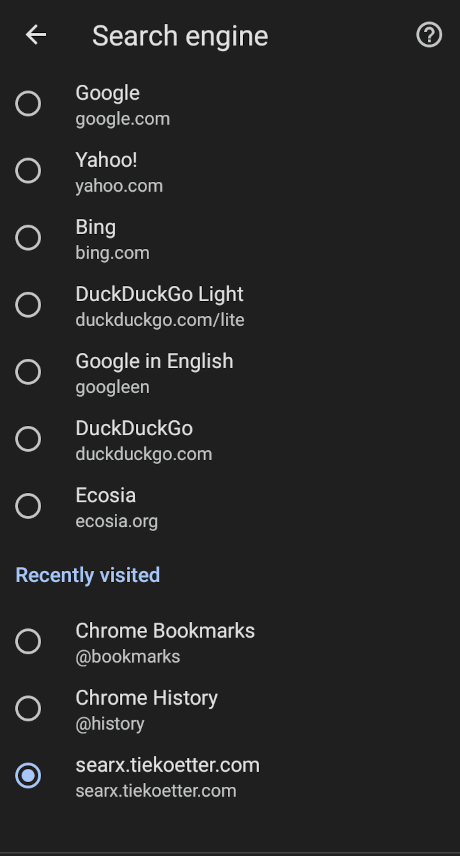 Search engine
Google
google.com
Yahoo!
yahoo.com
Bing
bing.com
DuckDuckGo Light
duckduckgo.com/lite
Google in English
googleen
DuckDuckGo
duckduckgo.com
Ecosia
ecosia.org
Recently visited
Chrome Bookmarks
@bookmarks
Chrome History
@history
searx.tiekoetter.com
searx.tiekoetter.com